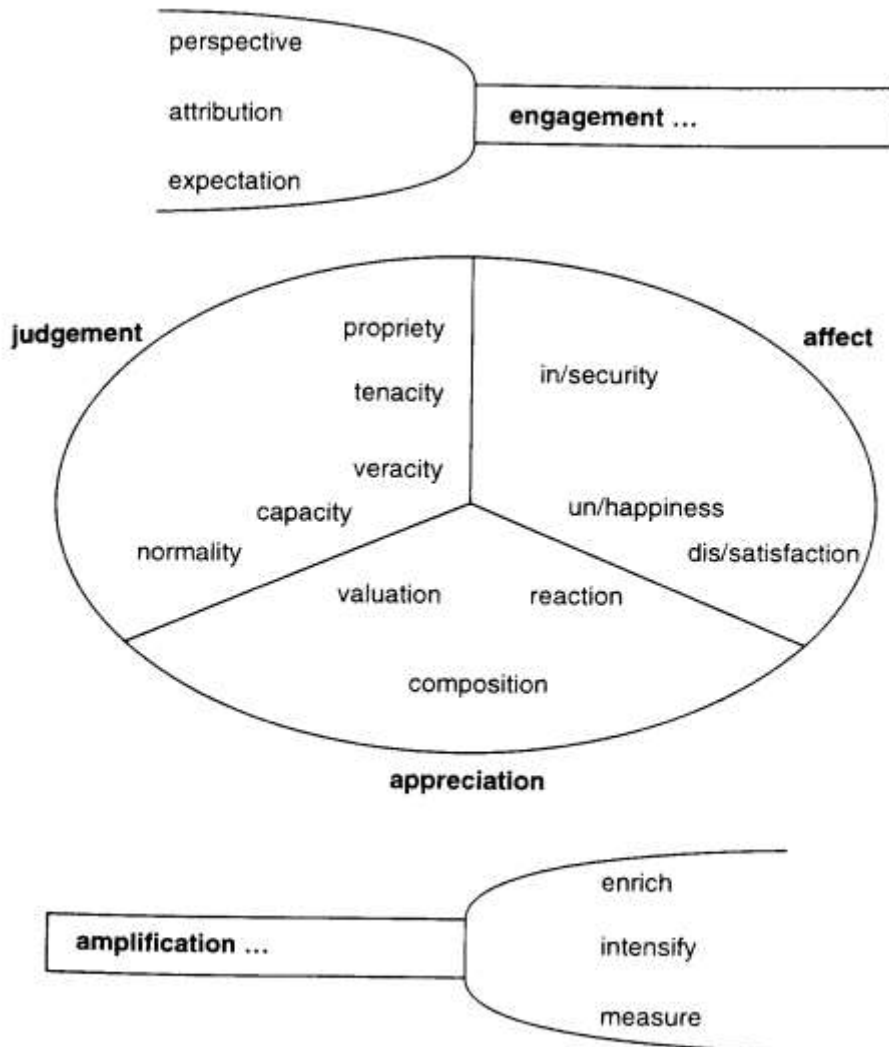 perspective
attribution
engagement ...
expectation
judgement
propriety
affect
tenacity
in/security
veracity
capacity
un/happiness
normality
dis/satisfaction
valuation
reaction
composition
appreciation
enrich
amplification ...
intensify
measure